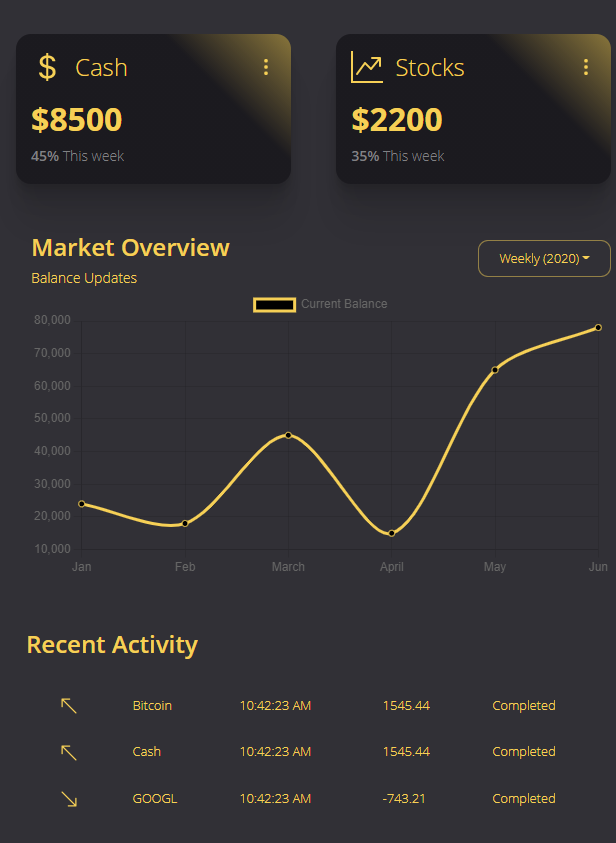 $ Cash
$8500
45% This week
Stocks
$2200
35% This week
Market Overview
Balance Updates
Weekly (2020)
Current Balance
80,000
70,000
60,000
50,000
40,000
30,000
20,000
10,000
Jan Feb March April May Jun
Recent Activity
Bitcoin 10:42:23 AM 1545.44 Completed
Cash 10:42:23 AM 1545.44 Completed
GOOGL 10:42:23 AM -743.21 Completed